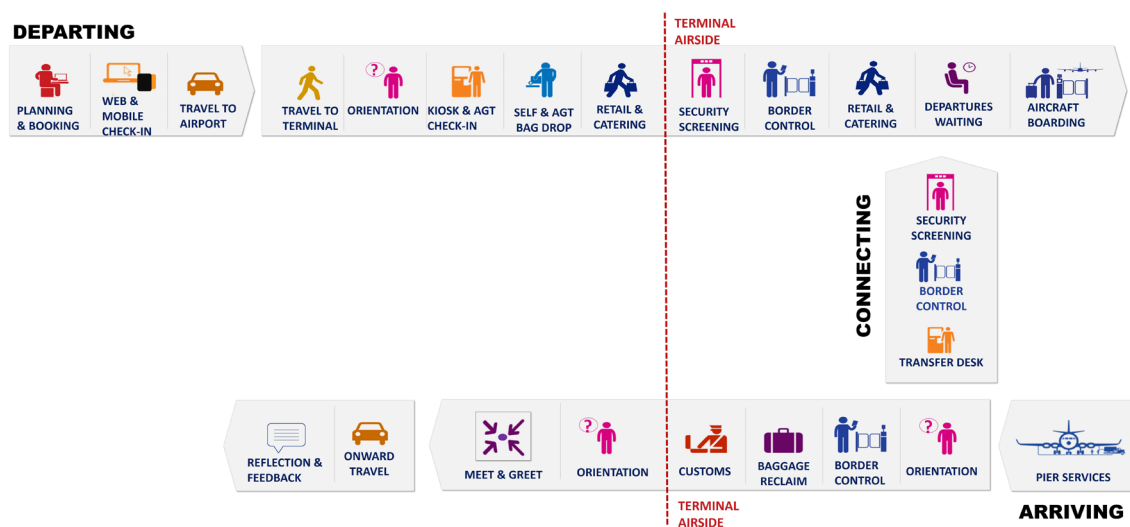 DEPARTING
TERMINAL
AIRSIDE
PLANNING
& BOOKING
WEB &
MOBILE
CHECK-IN
TRAVEL TO
AIRPORT
TRAVEL TO
TERMINAL
?
ORIENTATION
KIOSK & AGT
CHECK-IN
SELF & AGT
BAG DROP
RETAIL &
CATERING
SECURITY
SCREENING
BORDER
CONTROL
RETAIL &
CATERING
DEPARTURES
WAITING
AIRCRAFT
BOARDING
CONNECTING
SECURITY
SCREENING
BORDER
CONTROL
TRANSFER DESK
REFLECTION &
FEEDBACK
ONWARD
TRAVEL
MEET & GREET
?
ORIENTATION
CUSTOMS
BAGGAGE
RECLAIM
BORDER
CONTROL
?
ORIENTATION
PIER SERVICES
TERMINAL
AIRSIDE
ARRIVING